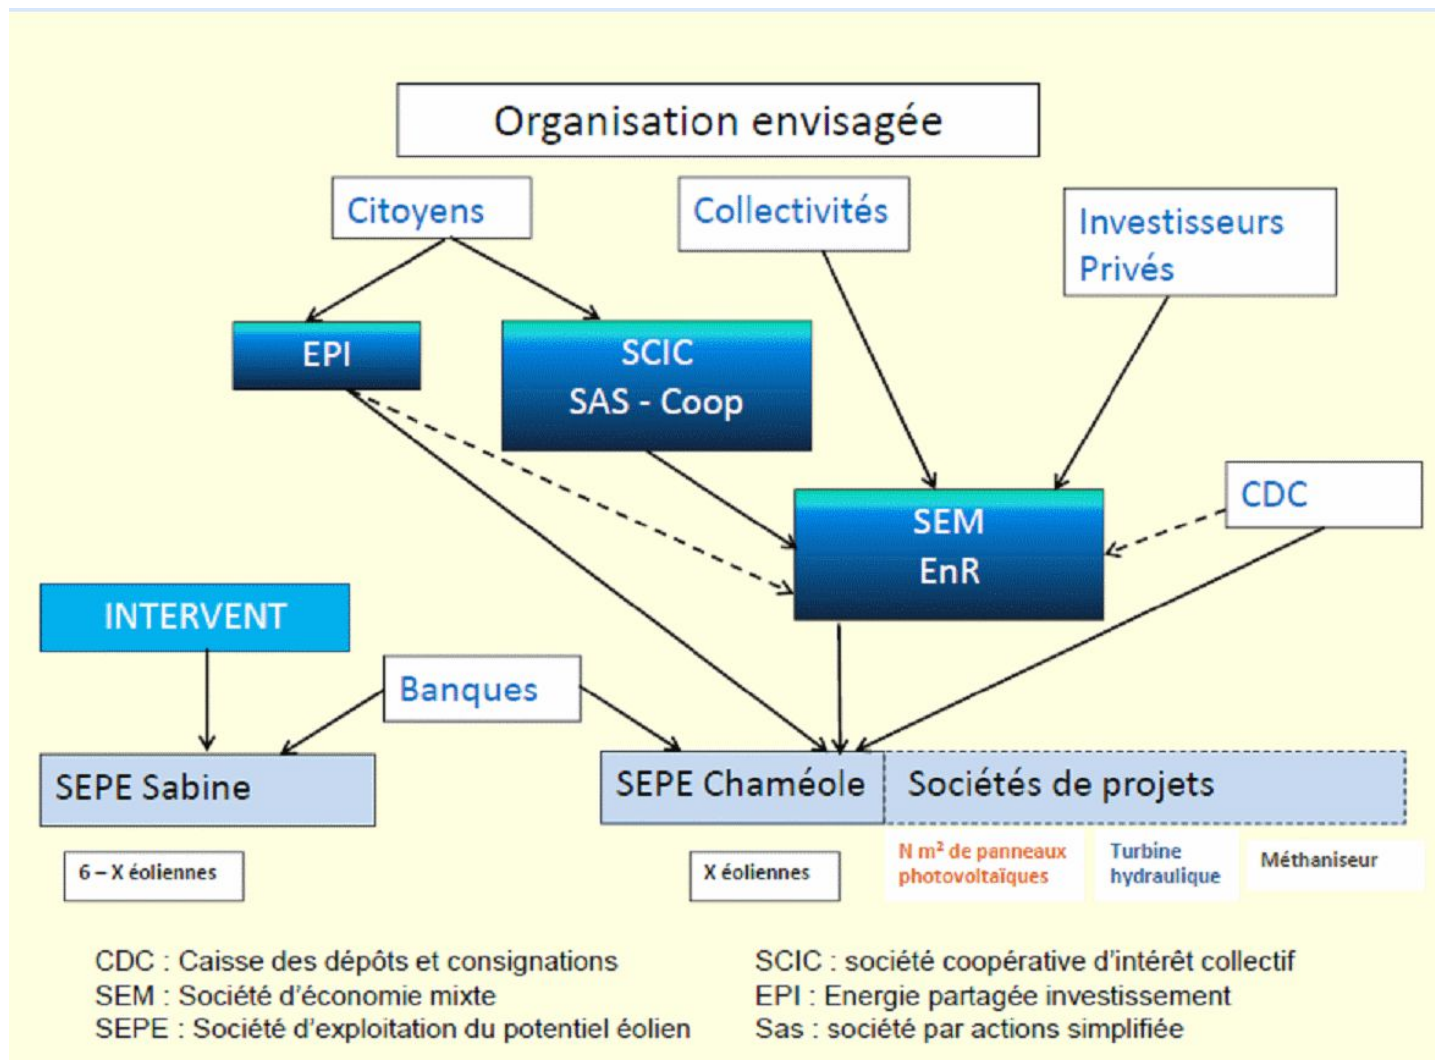 Organisation envisagée
Citoyens
Collectivités
Investisseurs
Privés
EPI
SCIC
SAS - Coop
CDC
SEM
EnR
INTERVENT
Banques
SEPE Sabine
SEPE Chaméole
Sociétés de projets
6 – X éoliennes
X éoliennes
N m² de panneaux
photovoltaïques
Turbine
hydraulique
Méthaniseur
CDC : Caisse des dépôts et consignations
SEM : Société d'économie mixte
SEPE : Société d'exploitation du potentiel éolien
SCIC : société coopérative d'intérêt collectif
EPI : Energie partagée investissement
Sas : société par actions simplifiée